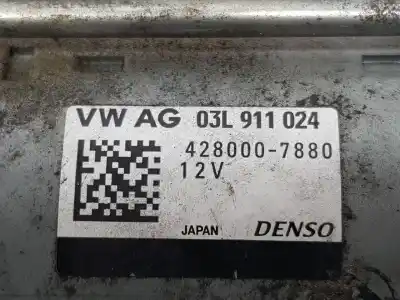 VW AG 03L 911 024
428000-7880
12V
JAPAN DENSO